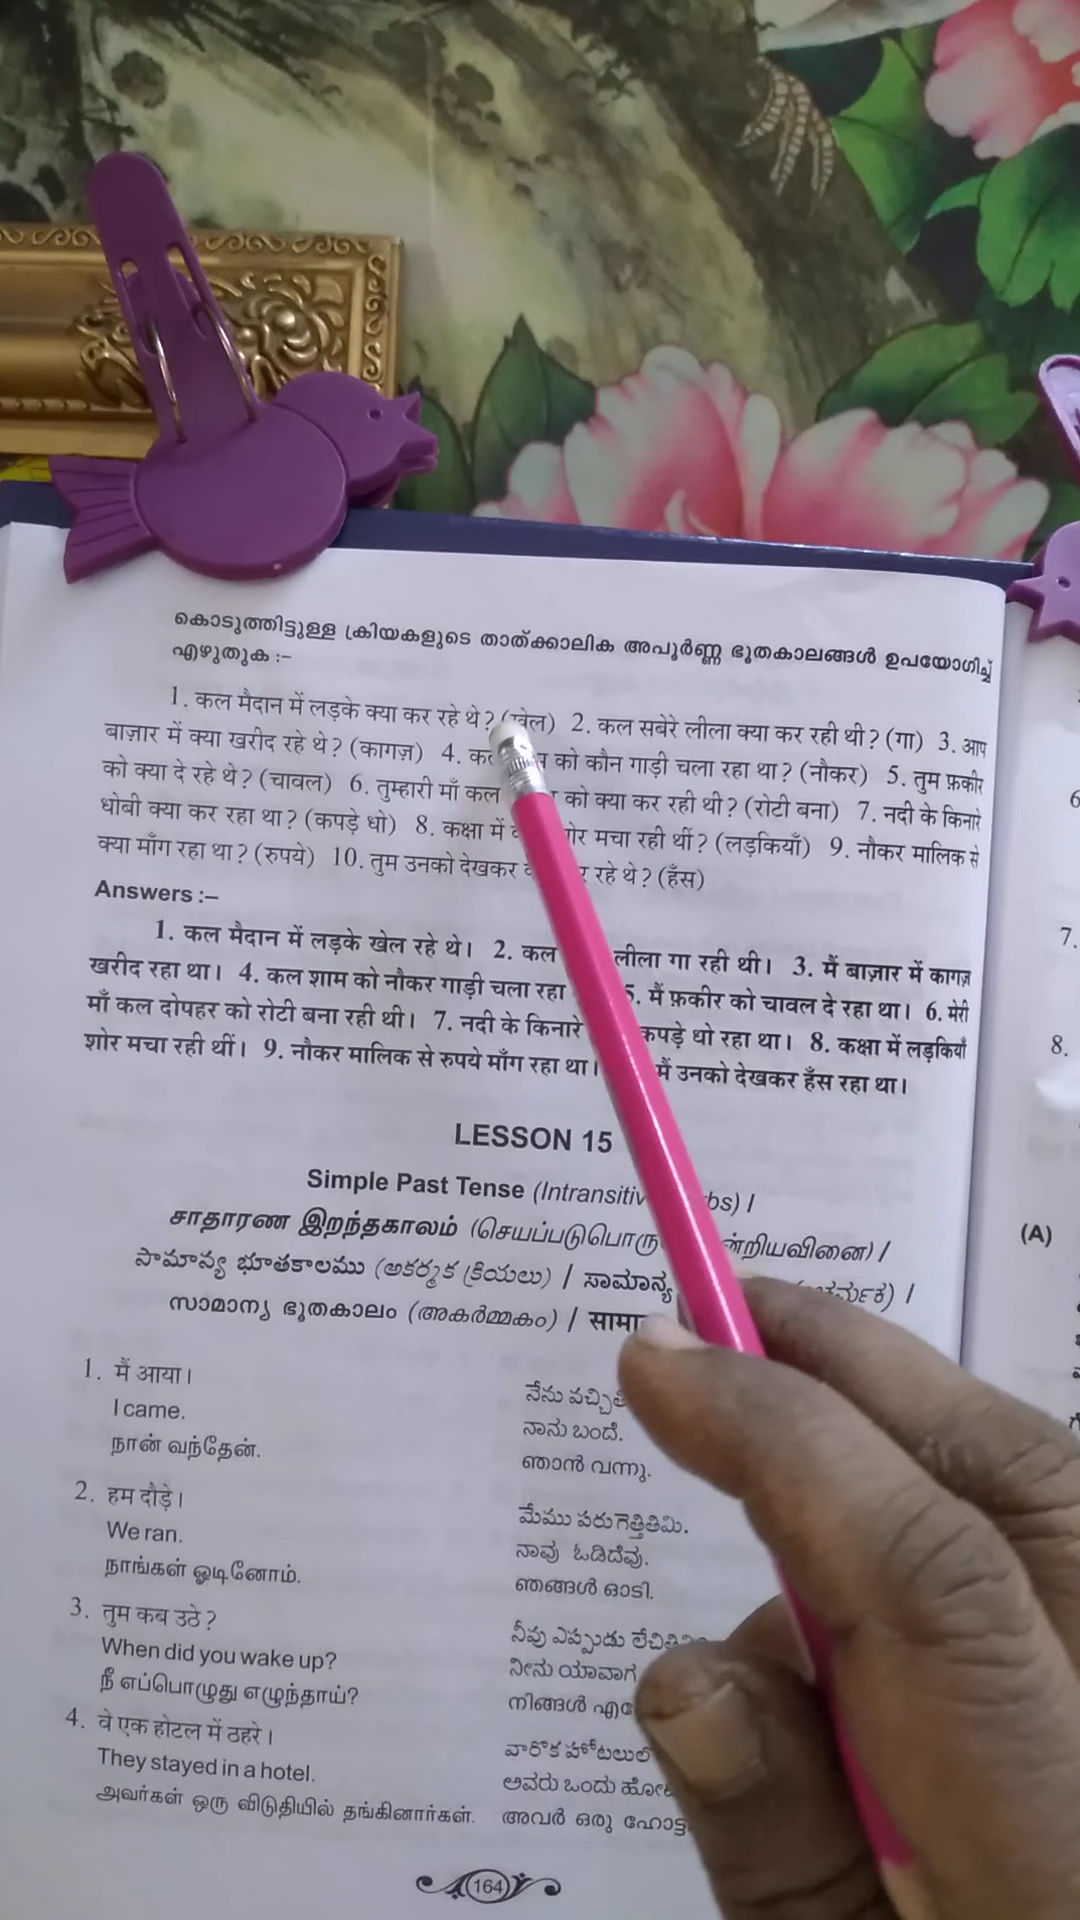 കൊടുത്തിട്ടുള്ള ക്രിയകളുടെ താത്ക്കാലിക അപൂർണ്ണ ഭൂതകാലങ്ങൾ ഉപയോഗിച്ച്
എഴുതുക :–
1. कल मैदान में लड़के क्या कर रहे थे? (खेल) 2. कल सबेरे लीला क्या कर रही थी? (गा) 3. आप
बाज़ार में क्या खरीद रहे थे? (कागज़) 4. को कौन गाड़ी चला रहा था? (नौकर) 5. तुम फ़कीर
को क्या दे रहे थे? (चावल) 6. तुम्हारी माँ कल को क्या कर रही थी? (रोटी बना) 7. नदी के किनारे
धोबी क्या कर रहा था? (कपड़े धो) 8. कक्षा में मचा रही थीं? (लड़कियाँ) 9. नौकर मालिक से
क्या माँग रहा था? (रुपये) 10. तुम उनको देखकर रहे थे? (हँस)
Answers :–
1. कल मैदान में लड़के खेल रहे थे। 2. कल लीला गा रही थी। 3. मैं बाज़ार में कागज़
खरीद रहा था। 4. कल शाम को नौकर गाड़ी चला रहा 5. मैं फ़कीर को चावल दे रहा था। 6. मेरी
माँ कल दोपहर को रोटी बना रही थी। 7. नदी के किनारे कपड़े धो रहा था। 8. कक्षा में लड़कियाँ
शोर मचा रही थीं। 9. नौकर मालिक से रुपये माँग रहा था। मैं उनको देखकर हँस रहा था।
LESSON 15
Simple Past Tense (Intransitiv bs) /
சாதாரண இறந்தகாலம் (செயப்படுபொரு ன்றியவினை) /
సామాన్య భూతకాలము (అకర్మక క్రియలు) / ಸಾಮಾನ್ಯ
സാമാന്യ ഭൂതകാലം (അകർമ്മകം) /
1. मैं आया।
I came.
நான் வந்தேன்.
నేను
ನಾನು ಬಂದೆ.
ഞാൻ വന്നു.
2. हम दौड़े।
We ran.
நாங்கள் ஓடினோம்.
మేము పరుగెత్తితిమి.
ನಾವು ಓಡಿದೆವು.
ഞങ്ങൾ ഓടി.
3. तुम कब उठे?
When did you wake up?
நீ எப்பொழுது எழுந்தாய்?
నీవు ఎప్పుడు
ನೀನು ಯಾವಾಗ
നിങ്ങൾ
4. वे एक होटल में ठहरे।
They stayed in a hotel.
அவர்கள் ஒரு விடுதியில் தங்கினார்கள்.
వారొక
ಅವರು ಒಂದು
അവർ ഒരു
164
6
7.
8.
(A)